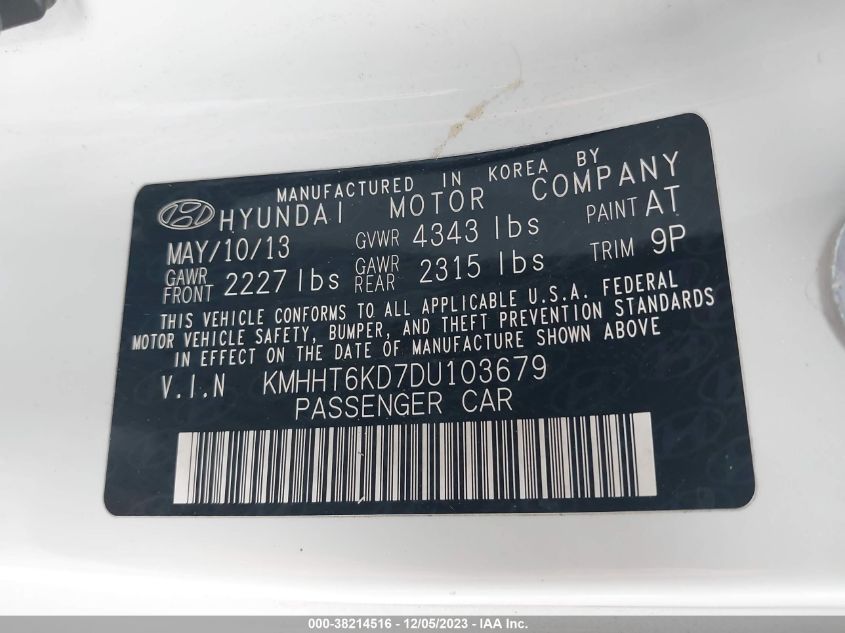 MANUFACTURED IN KOREA BY
HYUNDAI MOTOR COMPANY
MAY/10/13 GVWR 4343 lbs PAINT AT
GAWR FRONT 2227 lbs GAWR REAR 2315 lbs TRIM 9P
THIS VEHICLE CONFORMS TO ALL APPLICABLE U.S.A. FEDERAL
MOTOR VEHICLE SAFETY, BUMPER, AND THEFT PREVENTION STANDARDS
IN EFFECT ON THE DATE OF MANUFACTURE SHOWN ABOVE
V.I.N KMHHT6KD7DU103679
PASSENGER CAR
000-38214516 - 12/05/2023 - IAA Inc.